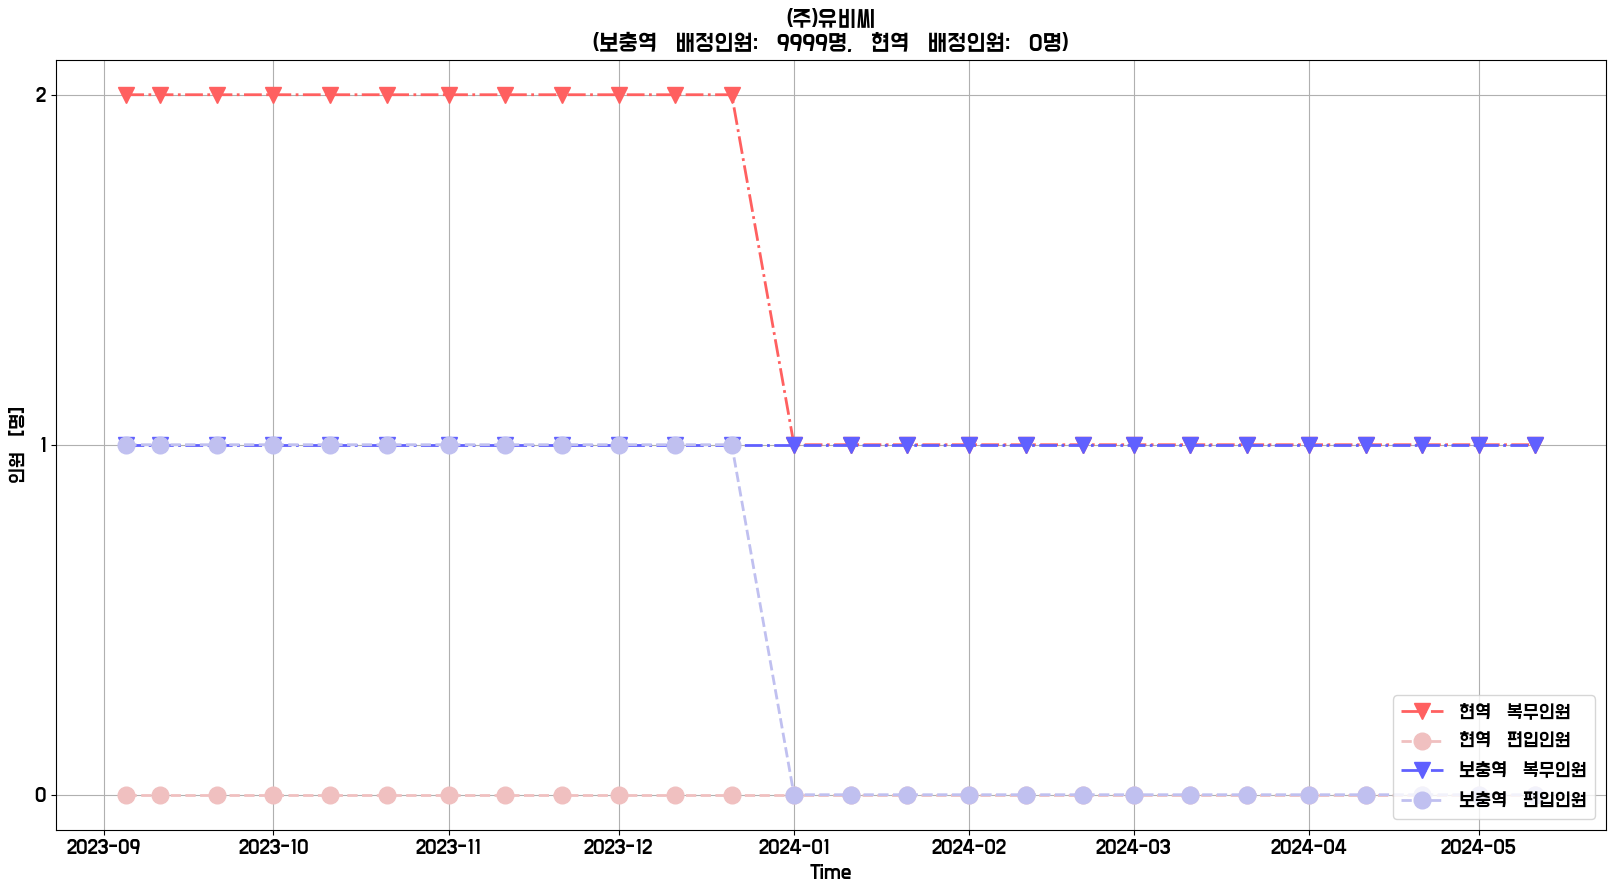 (주)유비씨
(보충역 배정인원: 9999명, 현역 배정인원: 0명)
인원 [명]
2
1
0
현역 복무인원
현역 편입인원
보충역 복무인원
보충역 편입인원
2023-09 2023-10 2023-11 2023-12 2024-01 2024-02 2024-03 2024-04 2024-05
Time